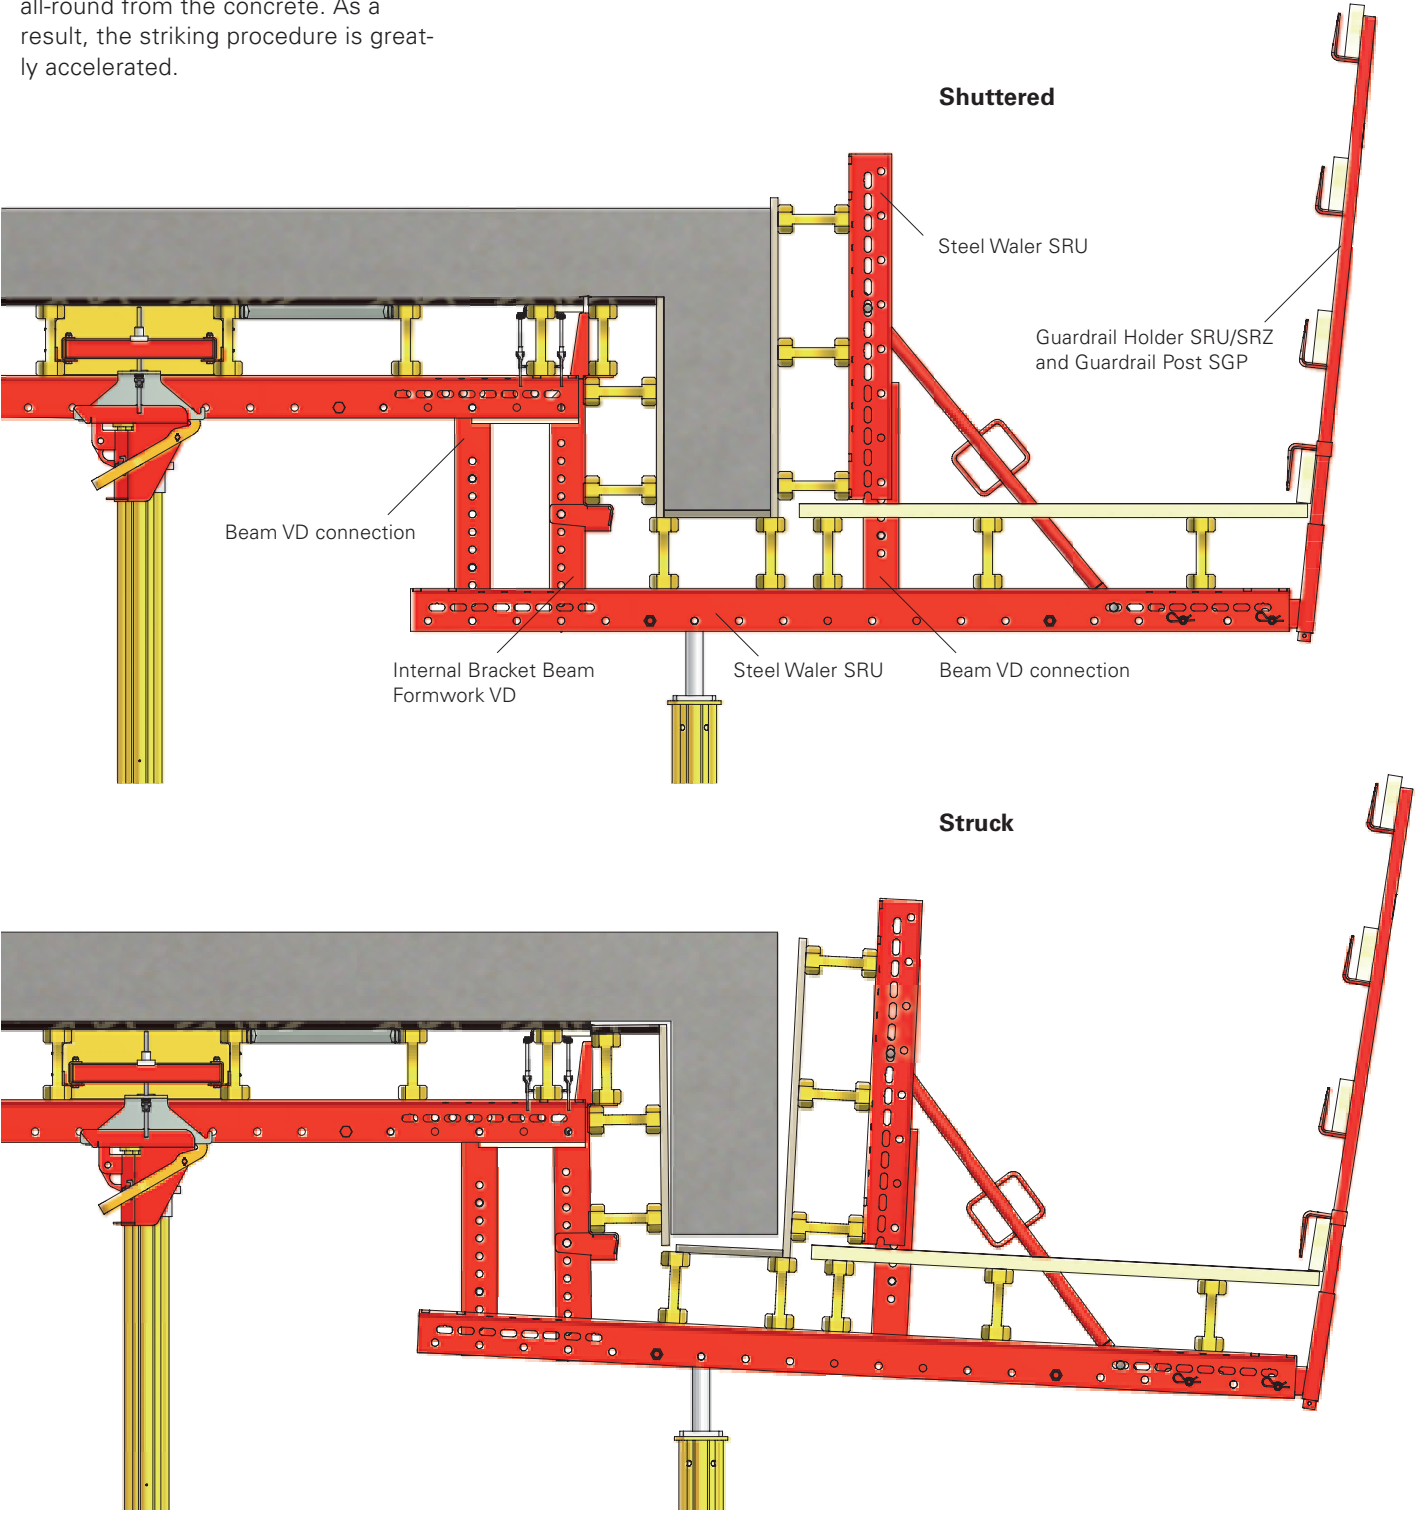 all-round from the concrete. As a
result, the striking procedure is great-
ly accelerated.
Shuttered
Steel Waler SRU
Guardrail Holder SRU/SRZ
and Guardrail Post SGP
Beam VD connection
Internal Bracket Beam
Formwork VD
Steel Waler SRU
Beam VD connection
Struck